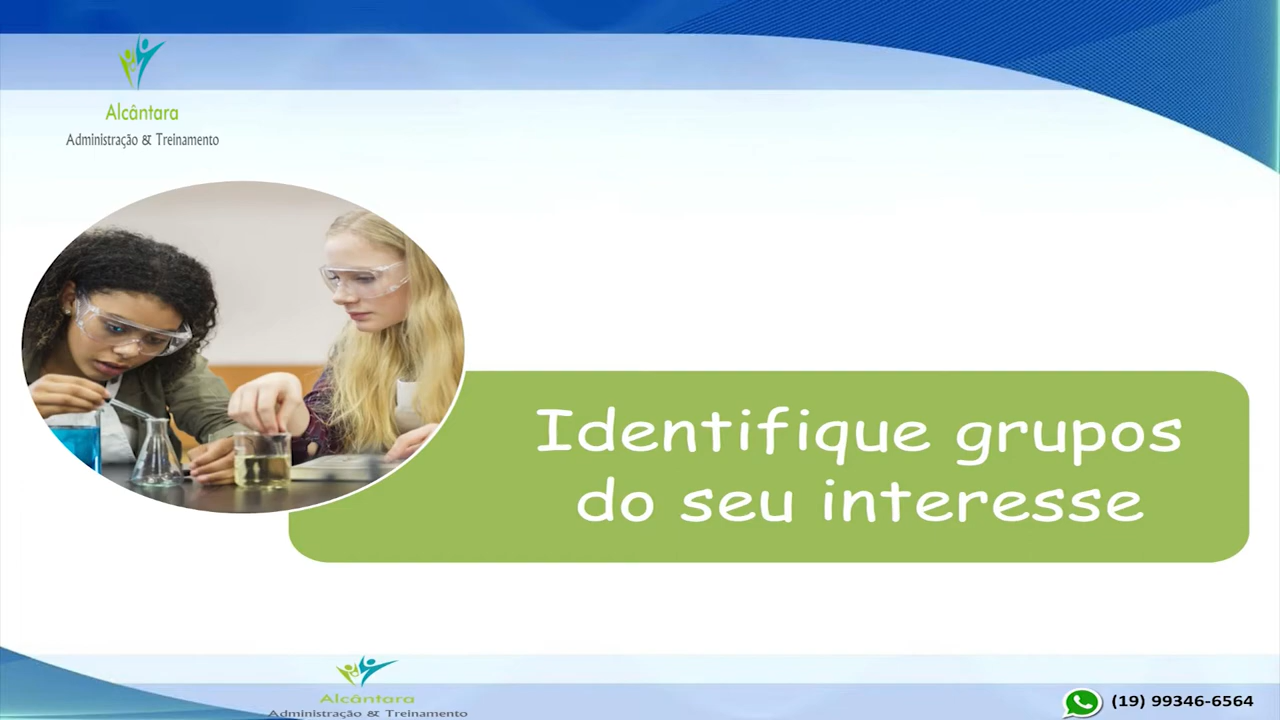 Alcântara
Administração & Treinamento
Identifique grupos
do seu interesse
Alcântara
Administração & Treinamento
(19) 99346-6564